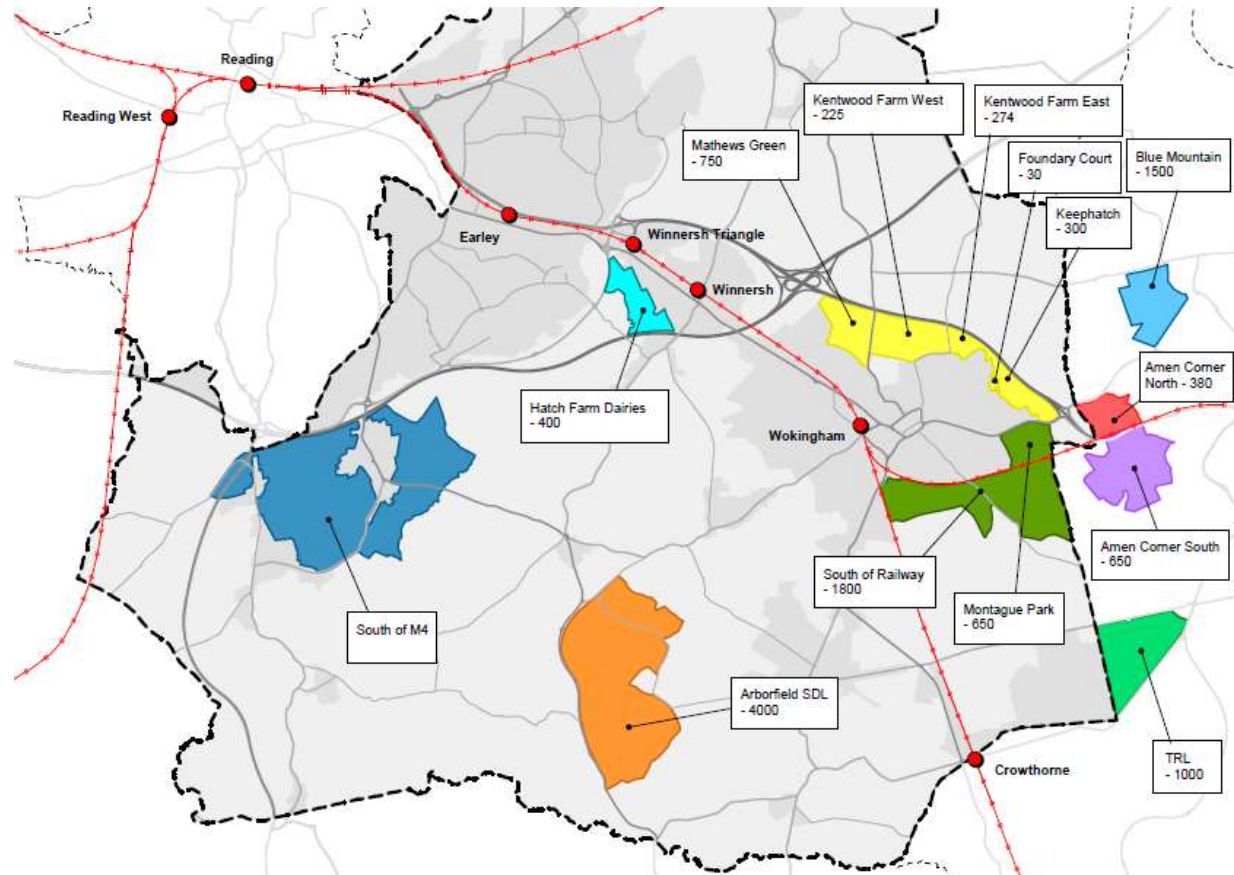 Reading
Reading West
Kentwood Farm West
- 225
Kentwood Farm East
- 274
Mathews Green
- 750
Foundary Court
- 30
Blue Mountain
- 1500
Keephatch
- 300
Earley
Winnersh Triangle
Winnersh
Amen Corner
North - 380
Hatch Farm Dairies
- 400
Wokingham
Amen Corner South
- 650
South of Railway
- 1800
Montague Park
- 650
South of M4
Arborfield SDL
- 4000
TRL
- 1000
Crowthorne